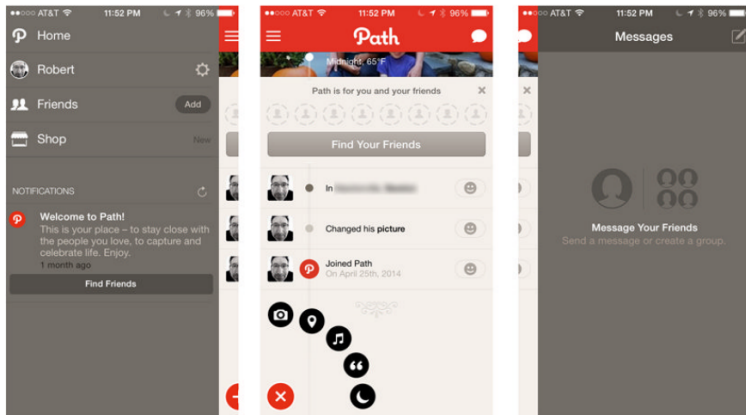 AT&T 11:52 PM 96%
Home
Robert
Friends Add
Shop New
NOTIFICATIONS
Welcome to Path!
This is your place – to stay close with
the people you love, to capture and
celebrate life. Enjoy.
1 month ago
Find Friends
AT&T 11:52 PM 96%
Path
Midnight, 65°F
Path is for you and your friends
Find Your Friends
In
Changed his picture
Joined Path
On April 25th, 2014
AT&T 11:52 PM 96%
Messages
Message Your Friends
Send a message or create a group.